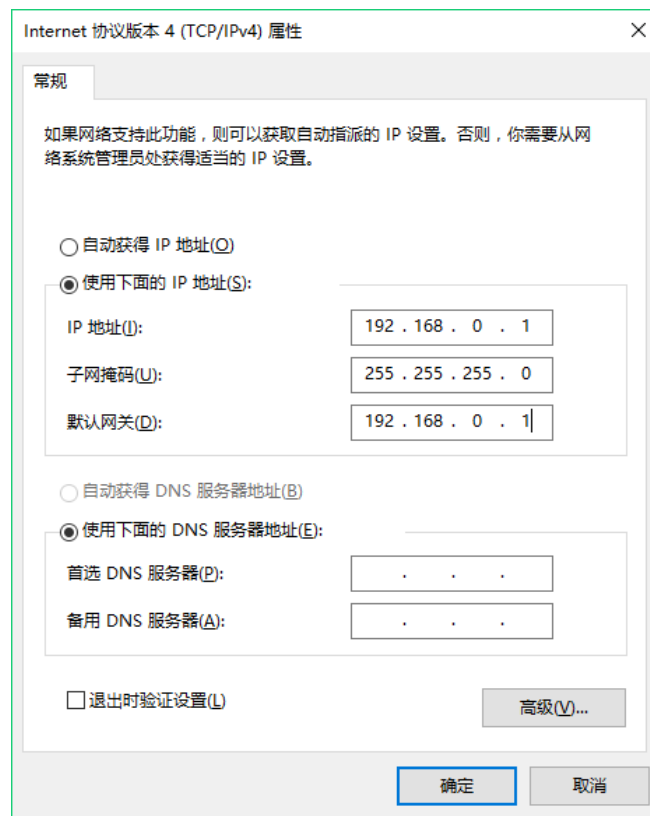 Internet 协议版本 4 (TCP/IPv4) 属性
常规
如果网络支持此功能，则可以获取自动指派的 IP 设置。否则，你需要从网
络系统管理员处获得适当的 IP 设置。
自动获得 IP 地址(O)
使用下面的 IP 地址(S):
IP 地址(I): 192 . 168 . 0 . 1
子网掩码(U): 255 . 255 . 255 . 0
默认网关(D): 192 . 168 . 0 . 1
自动获得 DNS 服务器地址(B)
使用下面的 DNS 服务器地址(E):
首选 DNS 服务器(P): . . .
备用 DNS 服务器(A): . . .
退出时验证设置(L)
高级(V)...
确定 取消